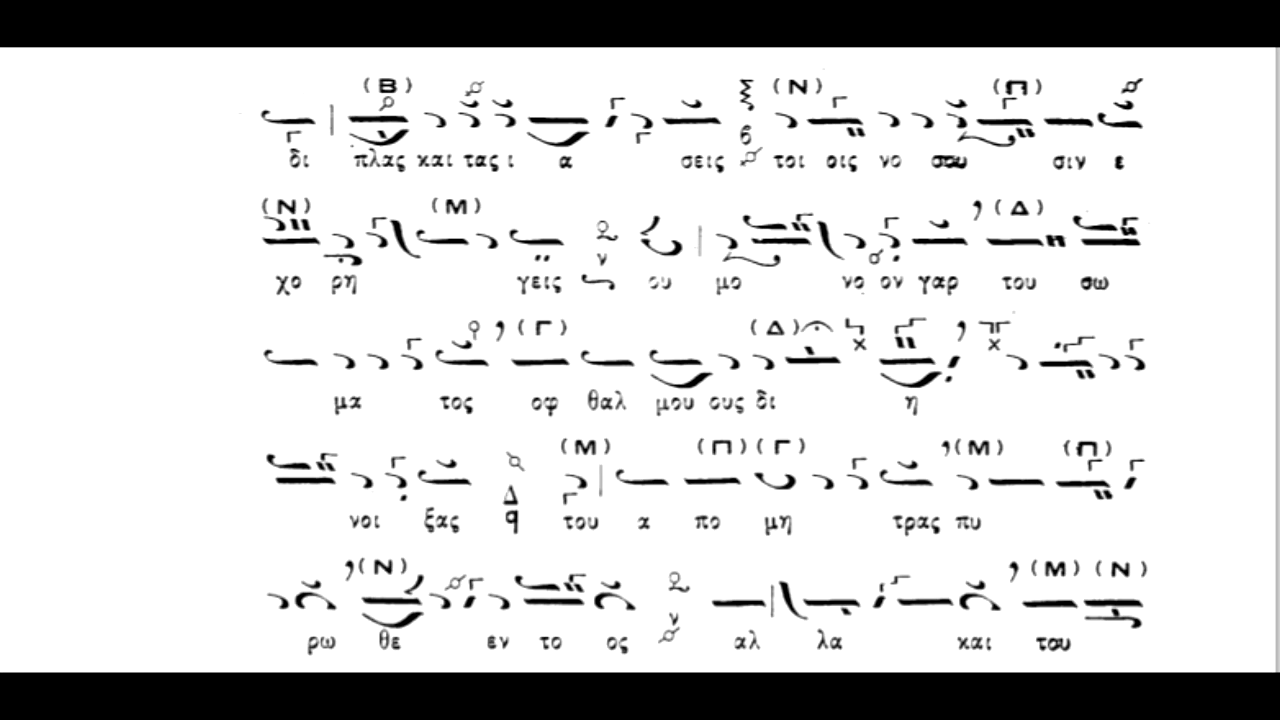 (Β) (Ν) (Π)
δι πλας και τας ι α σεις τοι οις νο σου σιν ε
(Ν) (Μ) (Δ)
χο ρη γεις ου μο νο ον γαρ του σω
(Γ) (Δ)
μα τος οφ θαλ μου ους δι η
(Μ) (Π) (Γ) (Μ) (Π)
νοι ξας του α πο μη τρας πυ
(Ν) (Μ) (Ν)
ρω θε εν το ος αλ λα και του